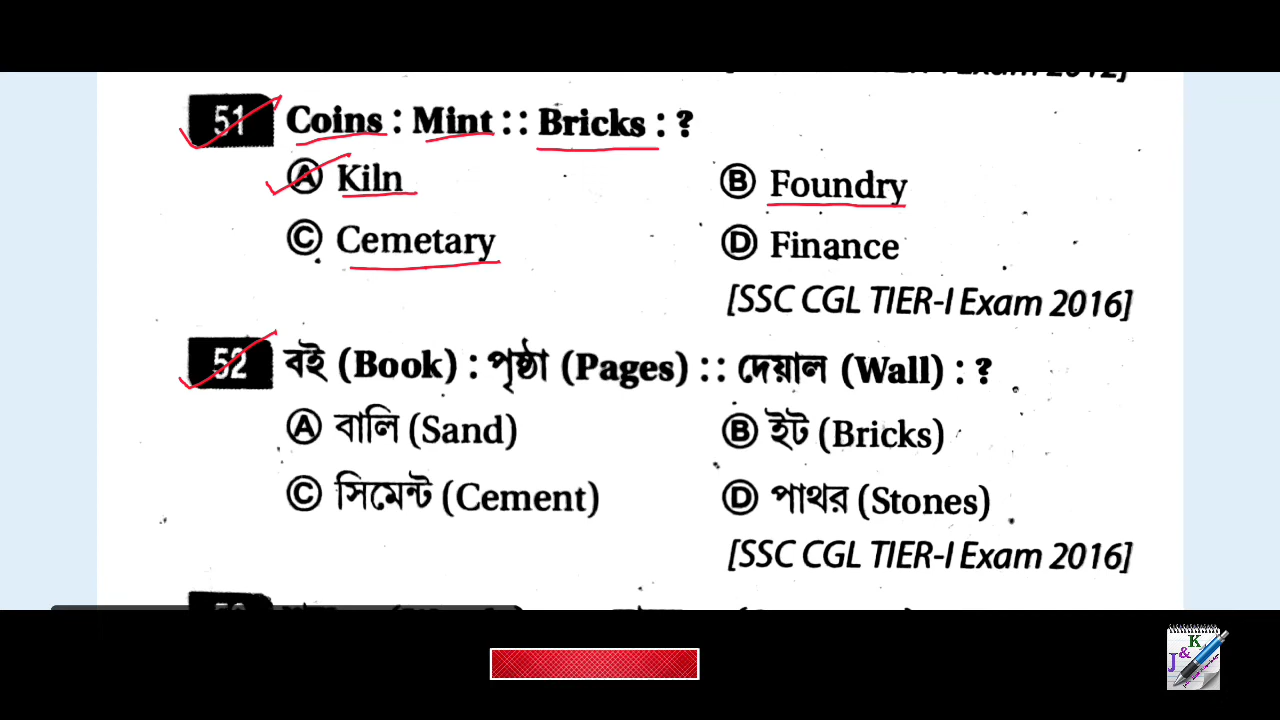 51 Coins : Mint :: Bricks : ?
Ⓐ Kiln Ⓑ Foundry
Ⓒ Cemetary Ⓓ Finance
[SSC CGL TIER-I Exam 2016]
52 বই (Book) : পৃষ্ঠা (Pages) :: দেয়াল (Wall) : ?
Ⓐ বালি (Sand) Ⓑ ইট (Bricks)
Ⓒ সিমেন্ট (Cement) Ⓓ পাথর (Stones)
[SSC CGL TIER-I Exam 2016]
J&K